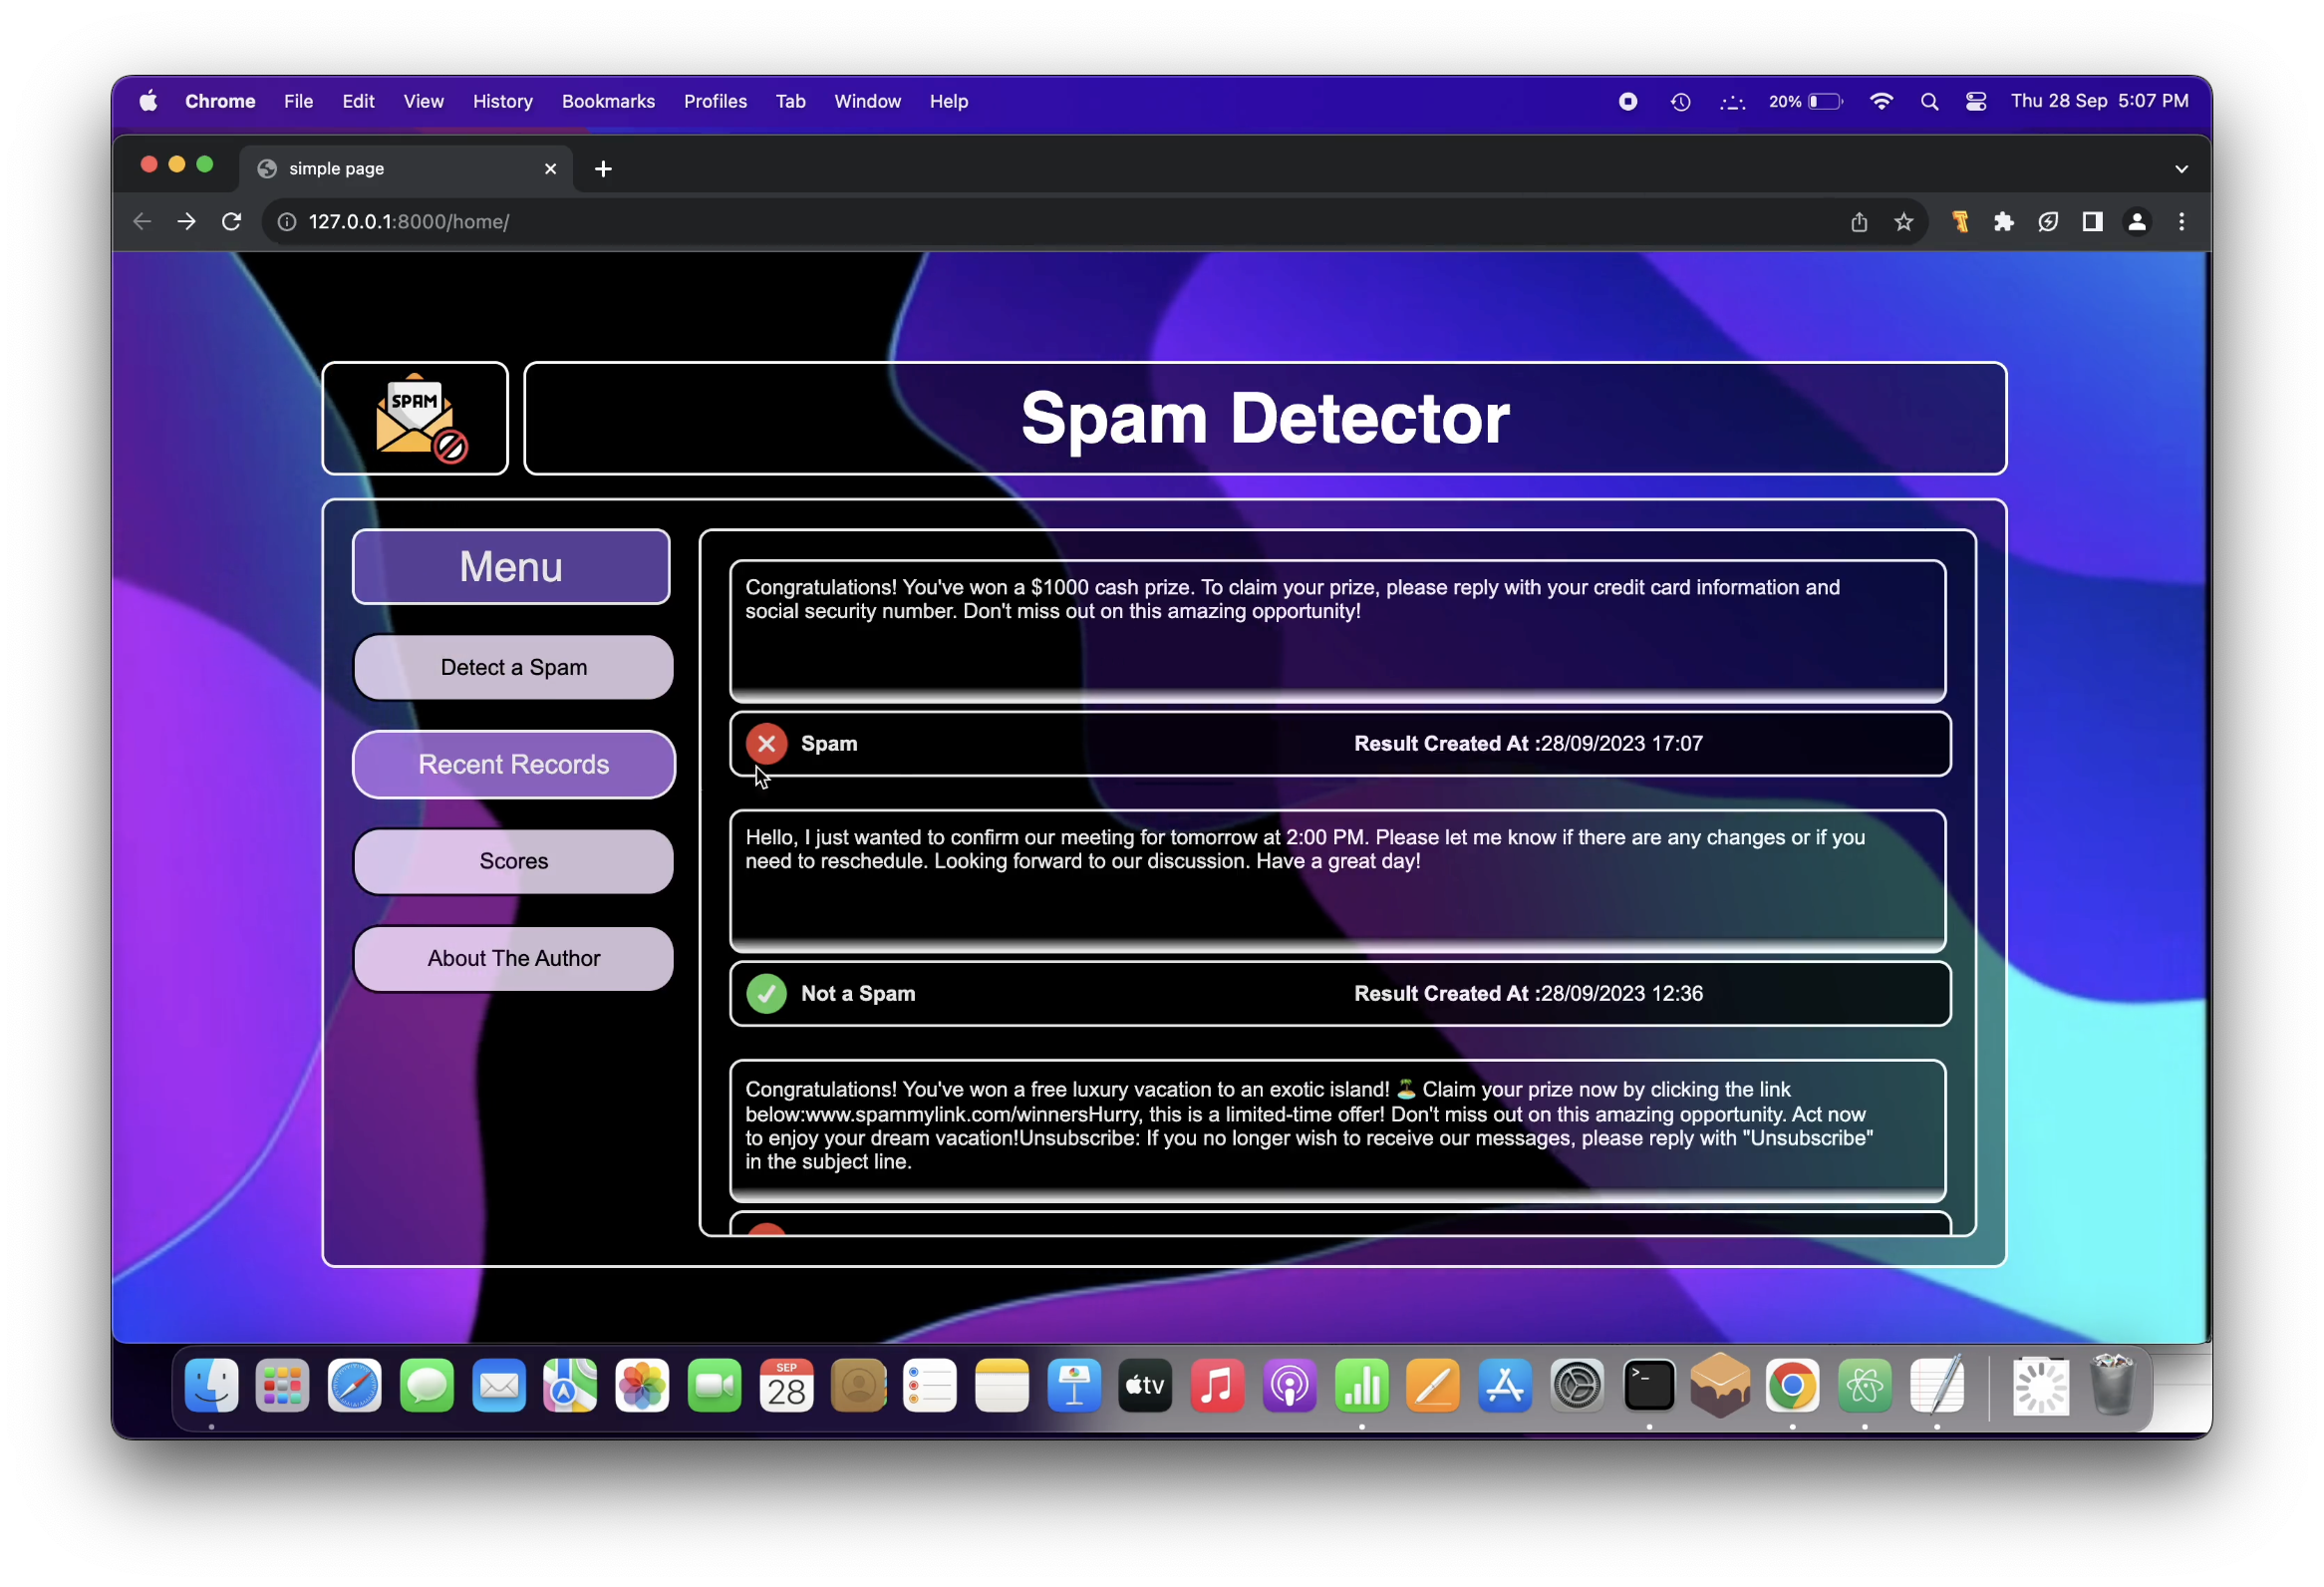 Chrome File Edit View History Bookmarks Profiles Tab Window Help 20% Thu 28 Sep 5:07 PM
simple page
127.0.0.1:8000/home/
SPAM
Spam Detector
Menu
Detect a Spam
Recent Records
Scores
About The Author
Congratulations! You've won a $1000 cash prize. To claim your prize, please reply with your credit card information and
social security number. Don't miss out on this amazing opportunity!
Spam Result Created At :28/09/2023 17:07
Hello, I just wanted to confirm our meeting for tomorrow at 2:00 PM. Please let me know if there are any changes or if you
need to reschedule. Looking forward to our discussion. Have a great day!
Not a Spam Result Created At :28/09/2023 12:36
Congratulations! You've won a free luxury vacation to an exotic island! 🏝️ Claim your prize now by clicking the link
below:www.spammylink.com/winnersHurry, this is a limited-time offer! Don't miss out on this amazing opportunity. Act now
to enjoy your dream vacation!Unsubscribe: If you no longer wish to receive our messages, please reply with "Unsubscribe"
in the subject line.
SEP
28
tv